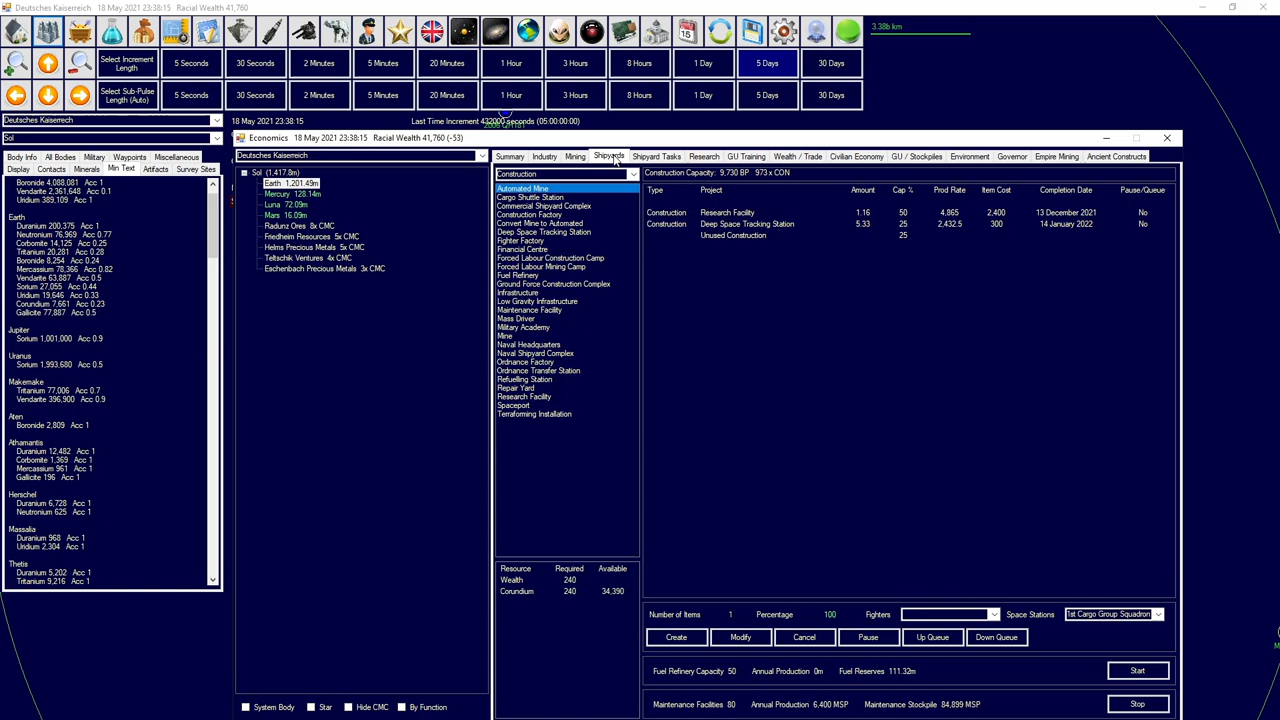 Deutsches Kaiserreich   18 May 2021 23:38:15   Racial Wealth 41,760
3.38b km
Select Increment Length   5 Seconds   30 Seconds   2 Minutes   5 Minutes   20 Minutes   1 Hour   3 Hours   8 Hours   1 Day   5 Days   30 Days
Select Sub-Pulse Length (Auto)   5 Seconds   30 Seconds   2 Minutes   5 Minutes   20 Minutes   1 Hour   3 Hours   8 Hours   1 Day   5 Days   30 Days
Deutsches Kaiserreich   18 May 2021 23:38:15   Last Time Increment 432000 seconds (05:00:00:00)
Sol
Body Info   All Bodies   Military   Waypoints   Miscellaneous
Display   Contacts   Minerals   Min Text   Artifacts   Survey Sites
Boronide 4,088,081   Acc 1
Vendarite 2,361,648   Acc 0.1
Uridium 389,109   Acc 1
Earth
Duranium 200,375   Acc 1
Neutronium 76,969   Acc 0.77
Corbomite 14,125   Acc 0.25
Tritanium 20,281   Acc 0.28
Boronide 8,254   Acc 0.24
Mercassium 78,366   Acc 0.82
Vendarite 63,887   Acc 0.5
Sorium 27,055   Acc 0.44
Uridium 19,646   Acc 0.33
Corundium 7,661   Acc 0.23
Gallicite 77,887   Acc 0.5
Jupiter
Sorium 1,001,000   Acc 0.9
Uranus
Sorium 1,993,680   Acc 0.5
Makemake
Tritanium 77,006   Acc 0.7
Vendarite 396,900   Acc 0.9
Aten
Boronide 2,809   Acc 1
Athamantis
Duranium 12,482   Acc 1
Corbomite 1,369   Acc 1
Mercassium 961   Acc 1
Gallicite 196   Acc 1
Herschel
Duranium 6,728   Acc 1
Neutronium 625   Acc 1
Massalia
Duranium 968   Acc 1
Uridium 2,304   Acc 1
Thetis
Duranium 5,202   Acc 1
Tritanium 9,216   Acc 1
Economics   18 May 2021 23:38:15   Racial Wealth 41,760 (-53)
Deutsches Kaiserreich
Summary   Industry   Mining   Shipyards   Shipyard Tasks   Research   GU Training   Wealth / Trade   Civilian Economy   GU / Stockpiles   Environment   Governor   Empire Mining   Ancient Constructs
Sol (1,417.8m)
Earth 1,201.49m
Mercury 128.14m
Luna 72.09m
Mars 16.09m
Radunz Ores 8x CMC
Friedheim Resources 5x CMC
Helms Precious Metals 5x CMC
Teltschik Ventures 4x CMC
Eschenbach Precious Metals 3x CMC
System Body   Star   Hide CMC   By Function
Construction
Automated Mine
Cargo Shuttle Station
Commercial Shipyard Complex
Construction Factory
Convert Mine to Automated
Deep Space Tracking Station
Fighter Factory
Financial Centre
Forced Labour Construction Camp
Forced Labour Mining Camp
Fuel Refinery
Ground Force Construction Complex
Infrastructure
Low Gravity Infrastructure
Maintenance Facility
Mass Driver
Military Academy
Mine
Naval Headquarters
Naval Shipyard Complex
Ordnance Factory
Ordnance Transfer Station
Refuelling Station
Repair Yard
Research Facility
Spaceport
Terraforming Installation
Resource   Required   Available
Wealth   240
Corundium   240   34,390
Construction Capacity: 9,730 BP   973 x CON
Type   Project   Amount   Cap %   Prod Rate   Item Cost   Completion Date   Pause/Queue
Construction   Research Facility   1.16   50   4,865   2,400   13 December 2021   No
Construction   Deep Space Tracking Station   5.33   25   2,432.5   300   14 January 2022   No
Unused Construction   25
Number of Items   1   Percentage   100   Fighters   Space Stations   1st Cargo Group Squadron
Create   Modify   Cancel   Pause   Up Queue   Down Queue
Fuel Refinery Capacity 50   Annual Production 0m   Fuel Reserves 111.32m   Start
Maintenance Facilities 80   Annual Production 6,400 MSP   Maintenance Stockpile 84,899 MSP   Stop